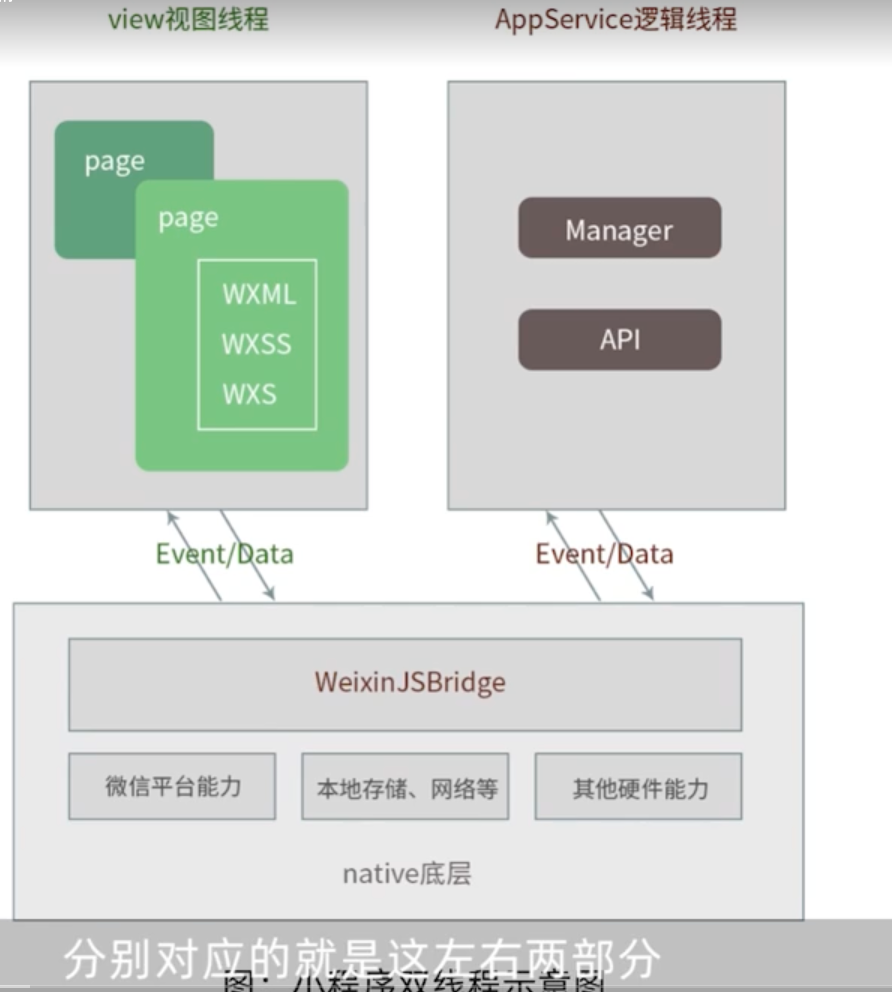 view视图线程
AppService逻辑线程
page
page
WXML
WXSS
WXS
Manager
API
Event/Data
Event/Data
WeixinJSBridge
微信平台能力
本地存储、网络等
其他硬件能力
native底层
分别对应的就是这左右两部分
图：小程序双线程示意图